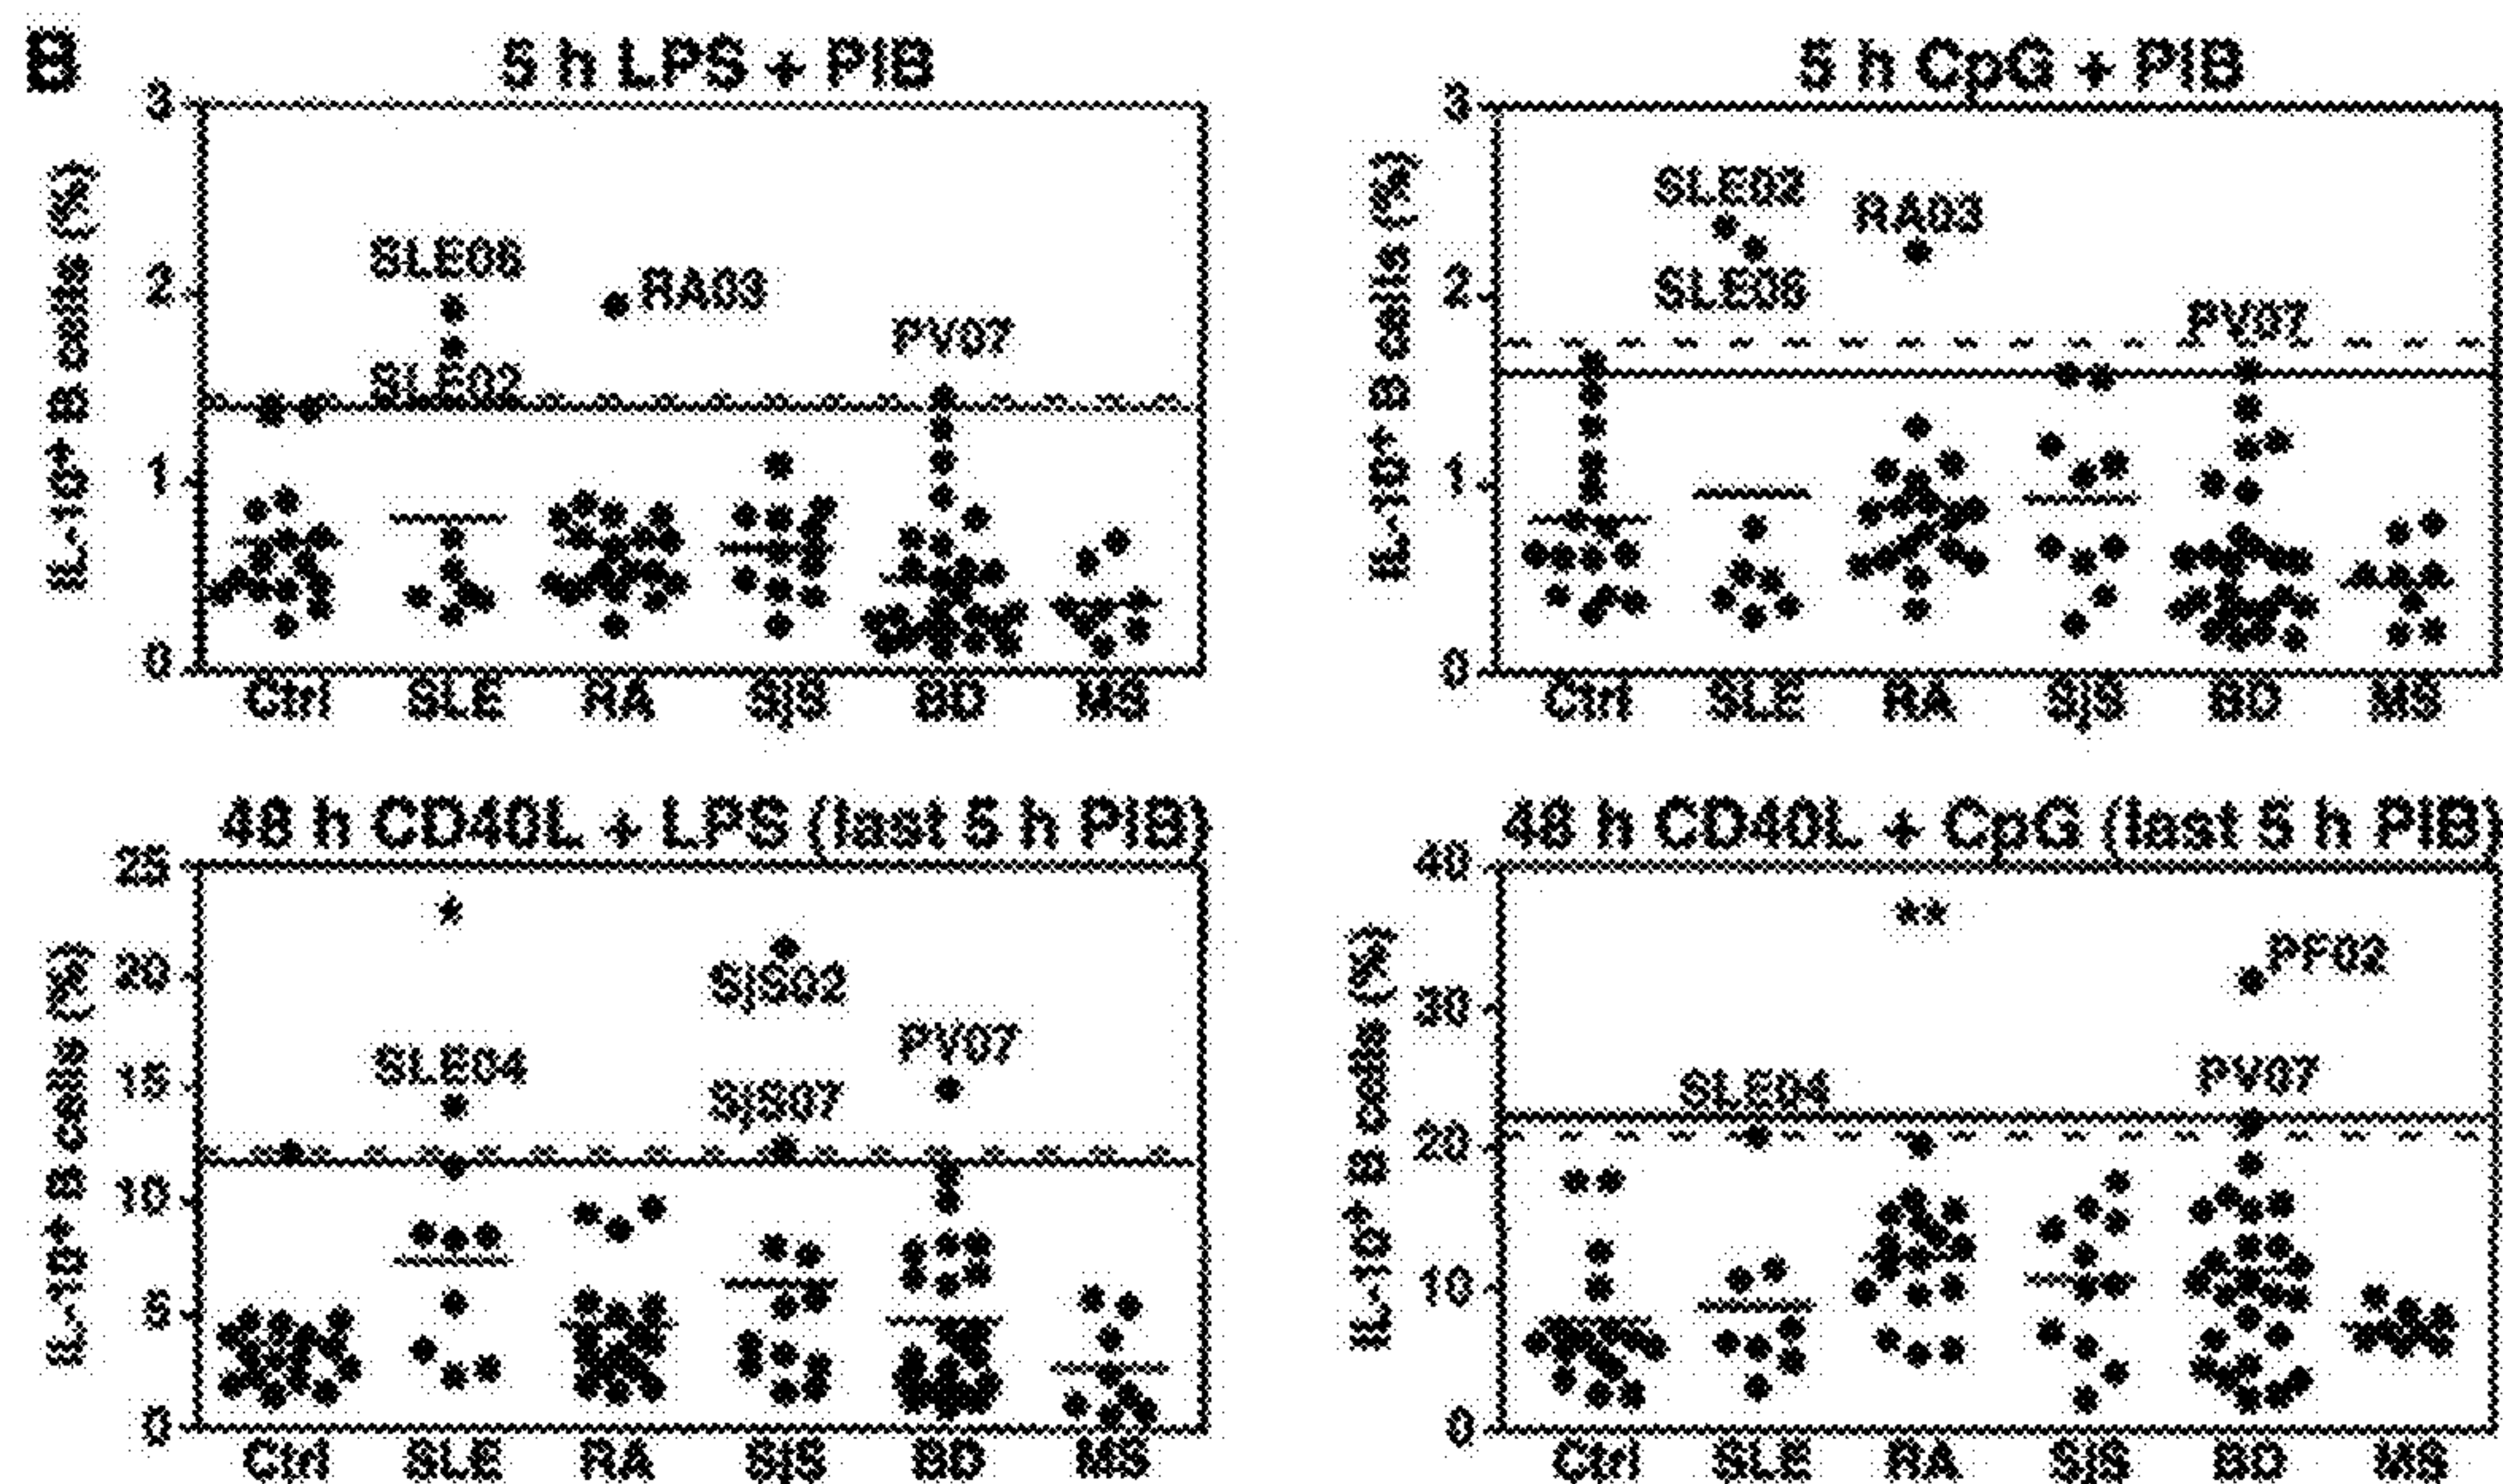 B
5 h LPS + PIB
IL-10+ B cells (%)
3
2
1
0
SLE06
SLE02
RA03
PV07
Ctrl SLE RA SjS BD MS
5 h CpG + PIB
IL-10+ B cells (%)
3
2
1
0
SLE02
SLE06
RA03
PV07
Ctrl SLE RA SjS BD MS
48 h CD40L + LPS (last 5 h PIB)
IL-10+ B cells (%)
25
20
15
10
5
0
*
SLE04
SjS02
SjS07
PV07
Ctrl SLE RA SjS BD MS
48 h CD40L + CpG (last 5 h PIB)
IL-10+ B cells (%)
40
30
20
10
0
**
SLE04
PF02
PV07
Ctrl SLE RA SjS BD MS